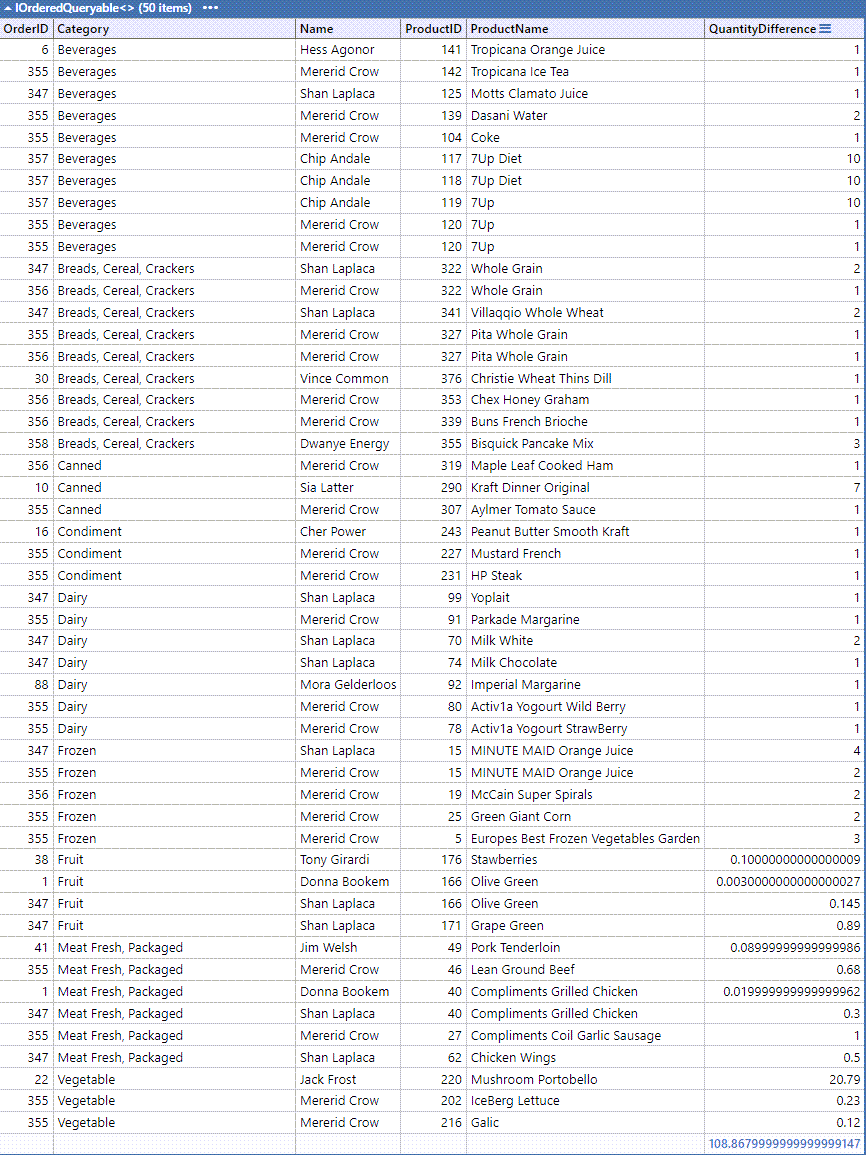 IOrderedQueryable<> (50 items) •••
OrderID Category Name ProductID ProductName QuantityDifference
6 Beverages Hess Agonor 141 Tropicana Orange Juice 1
355 Beverages Mererid Crow 142 Tropicana Ice Tea 1
347 Beverages Shan Laplaca 125 Motts Clamato Juice 1
355 Beverages Mererid Crow 139 Dasani Water 2
355 Beverages Mererid Crow 104 Coke 1
357 Beverages Chip Andale 117 7Up Diet 10
357 Beverages Chip Andale 118 7Up Diet 10
357 Beverages Chip Andale 119 7Up 10
355 Beverages Mererid Crow 120 7Up 1
355 Beverages Mererid Crow 120 7Up 1
347 Breads, Cereal, Crackers Shan Laplaca 322 Whole Grain 2
356 Breads, Cereal, Crackers Mererid Crow 322 Whole Grain 1
347 Breads, Cereal, Crackers Shan Laplaca 341 Villaqqio Whole Wheat 2
355 Breads, Cereal, Crackers Mererid Crow 327 Pita Whole Grain 1
356 Breads, Cereal, Crackers Mererid Crow 327 Pita Whole Grain 1
30 Breads, Cereal, Crackers Vince Common 376 Christie Wheat Thins Dill 1
356 Breads, Cereal, Crackers Mererid Crow 353 Chex Honey Graham 1
356 Breads, Cereal, Crackers Mererid Crow 339 Buns French Brioche 1
358 Breads, Cereal, Crackers Dwanye Energy 355 Bisquick Pancake Mix 3
356 Canned Mererid Crow 319 Maple Leaf Cooked Ham 1
10 Canned Sia Latter 290 Kraft Dinner Original 7
355 Canned Mererid Crow 307 Aylmer Tomato Sauce 1
16 Condiment Cher Power 243 Peanut Butter Smooth Kraft 1
355 Condiment Mererid Crow 227 Mustard French 1
355 Condiment Mererid Crow 231 HP Steak 1
347 Dairy Shan Laplaca 99 Yoplait 1
355 Dairy Mererid Crow 91 Parkade Margarine 1
347 Dairy Shan Laplaca 70 Milk White 2
347 Dairy Shan Laplaca 74 Milk Chocolate 1
88 Dairy Mora Gelderloos 92 Imperial Margarine 1
355 Dairy Mererid Crow 80 Activ1a Yogourt Wild Berry 1
355 Dairy Mererid Crow 78 Activ1a Yogourt StrawBerry 1
347 Frozen Shan Laplaca 15 MINUTE MAID Orange Juice 4
355 Frozen Mererid Crow 15 MINUTE MAID Orange Juice 2
356 Frozen Mererid Crow 19 McCain Super Spirals 2
355 Frozen Mererid Crow 25 Green Giant Corn 2
355 Frozen Mererid Crow 5 Europes Best Frozen Vegetables Garden 3
38 Fruit Tony Girardi 176 Stawberries 0.10000000000000009
1 Fruit Donna Bookem 166 Olive Green 0.0030000000000000027
347 Fruit Shan Laplaca 166 Olive Green 0.145
347 Fruit Shan Laplaca 171 Grape Green 0.89
41 Meat Fresh, Packaged Jim Welsh 49 Pork Tenderloin 0.08999999999999986
355 Meat Fresh, Packaged Mererid Crow 46 Lean Ground Beef 0.68
1 Meat Fresh, Packaged Donna Bookem 40 Compliments Grilled Chicken 0.019999999999999962
347 Meat Fresh, Packaged Shan Laplaca 40 Compliments Grilled Chicken 0.3
355 Meat Fresh, Packaged Mererid Crow 27 Compliments Coil Garlic Sausage 1
347 Meat Fresh, Packaged Shan Laplaca 62 Chicken Wings 0.5
22 Vegetable Jack Frost 220 Mushroom Portobello 20.79
355 Vegetable Mererid Crow 202 IceBerg Lettuce 0.23
355 Vegetable Mererid Crow 216 Galic 0.12
108.8679999999999999147